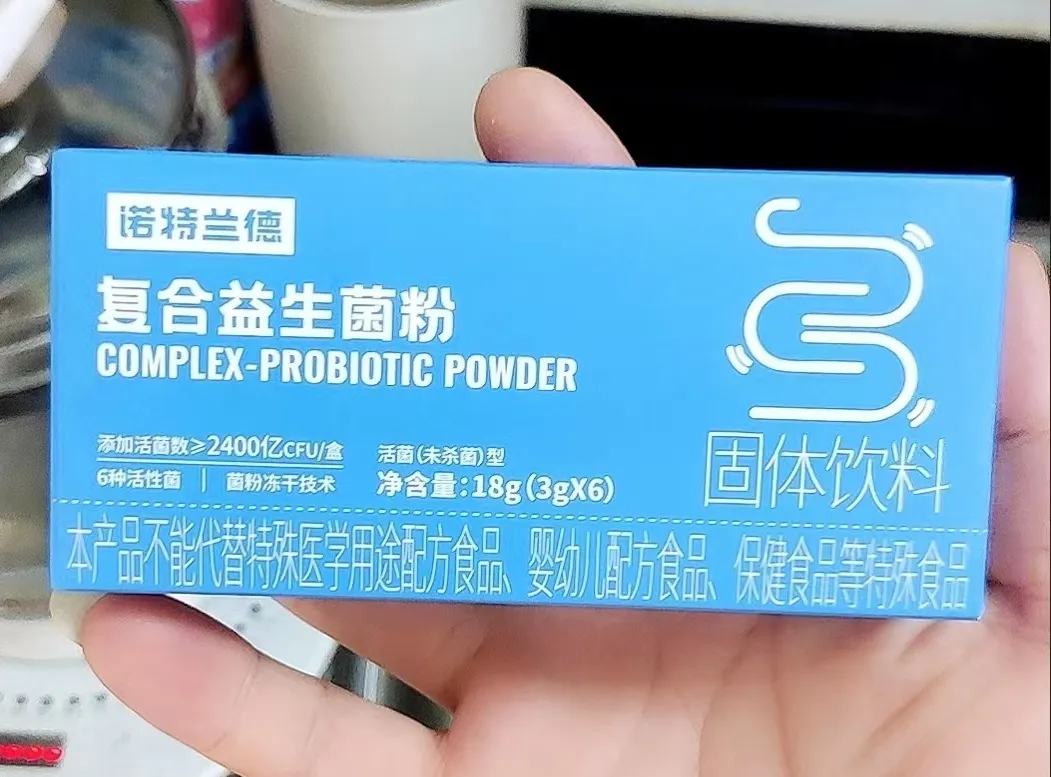 诺特兰德
复合益生菌粉
COMPLEX-PROBIOTIC POWDER
添加活菌数≥2400亿CFU/盒
6种活性菌 | 菌粉冻干技术
活菌(未杀菌)型
净含量:18g(3gX6)
固体饮料
本产品不能代替特殊医学用途配方食品、婴幼儿配方食品、保健食品等特殊食品